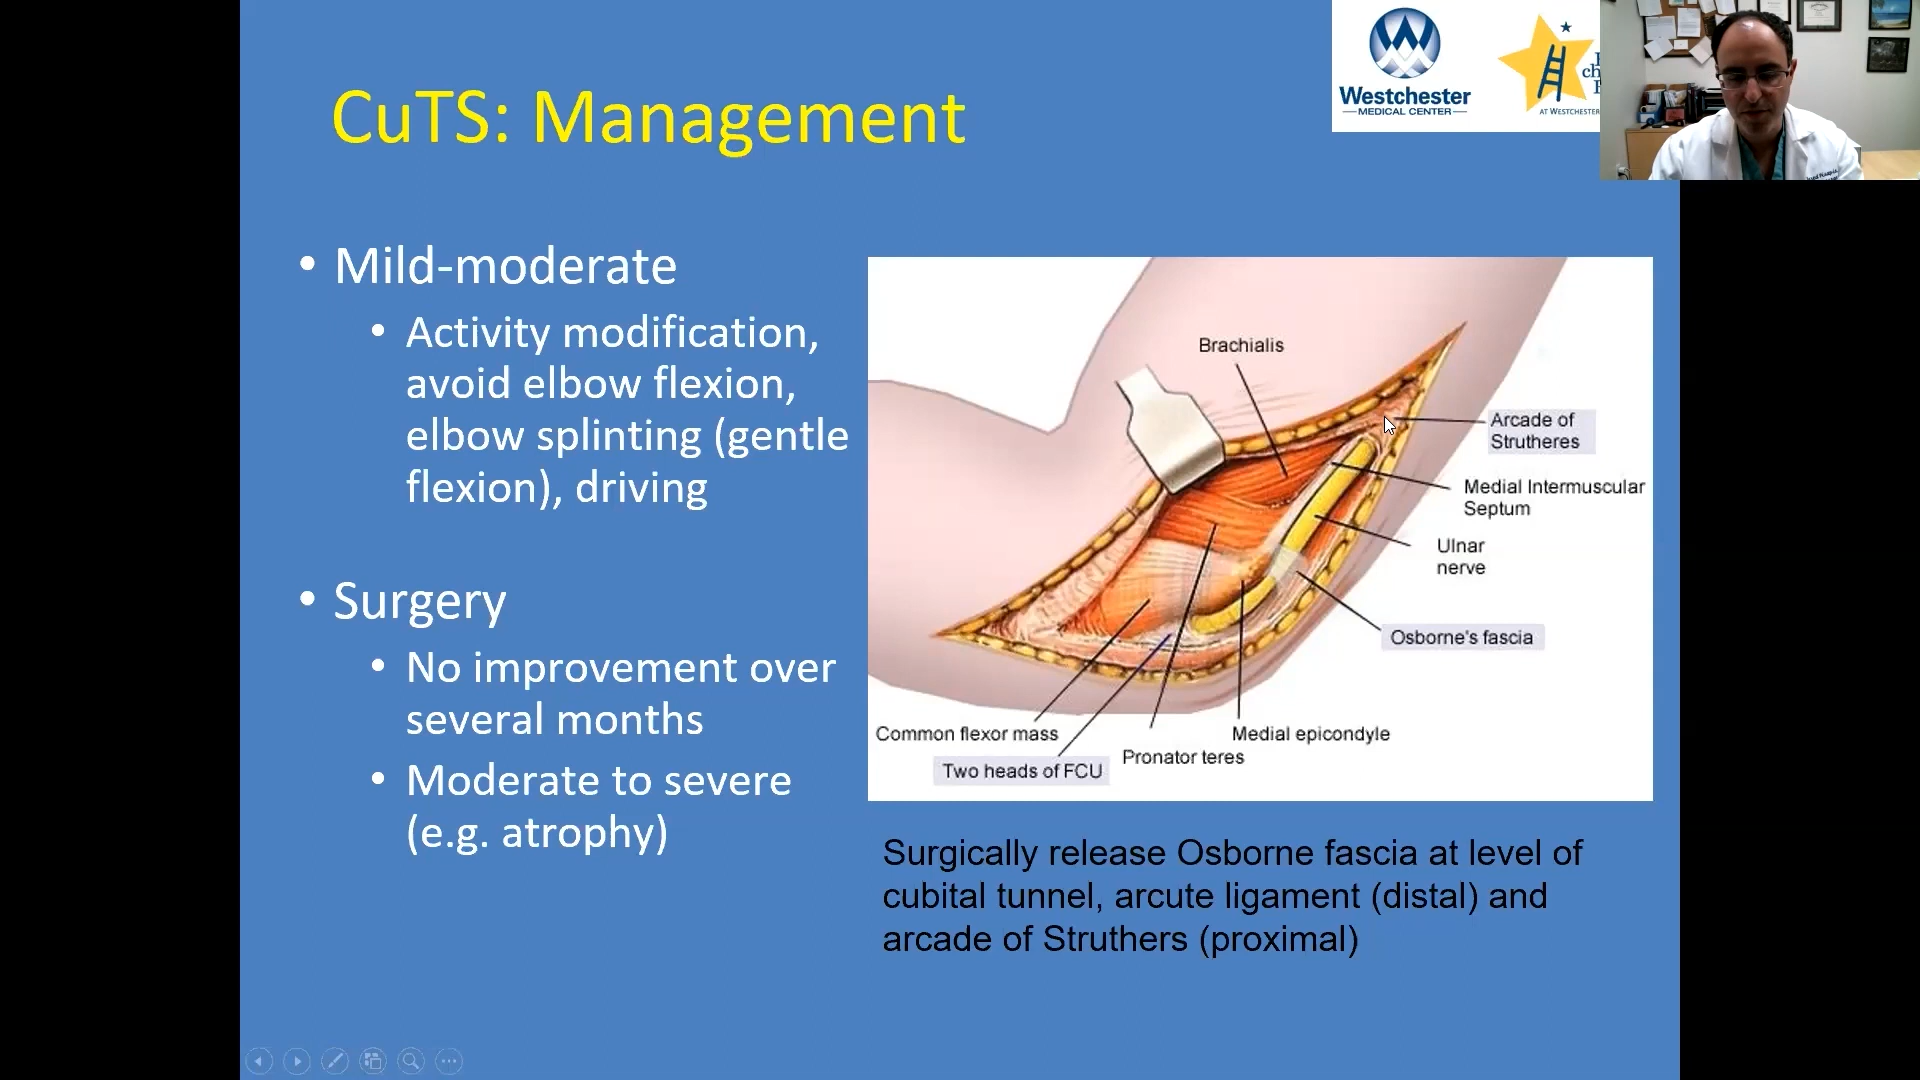 CuTS: Management
Westchester
MEDICAL CENTER
AT WESTCHESTER
• Mild-moderate
• Activity modification,
avoid elbow flexion,
elbow splinting (gentle
flexion), driving
• Surgery
• No improvement over
several months
• Moderate to severe
(e.g. atrophy)
Brachialis
Arcade of
Strutheres
Medial Intermuscular
Septum
Ulnar
nerve
Osborne's fascia
Common flexor mass
Medial epicondyle
Pronator teres
Two heads of FCU
Surgically release Osborne fascia at level of
cubital tunnel, arcute ligament (distal) and
arcade of Struthers (proximal)